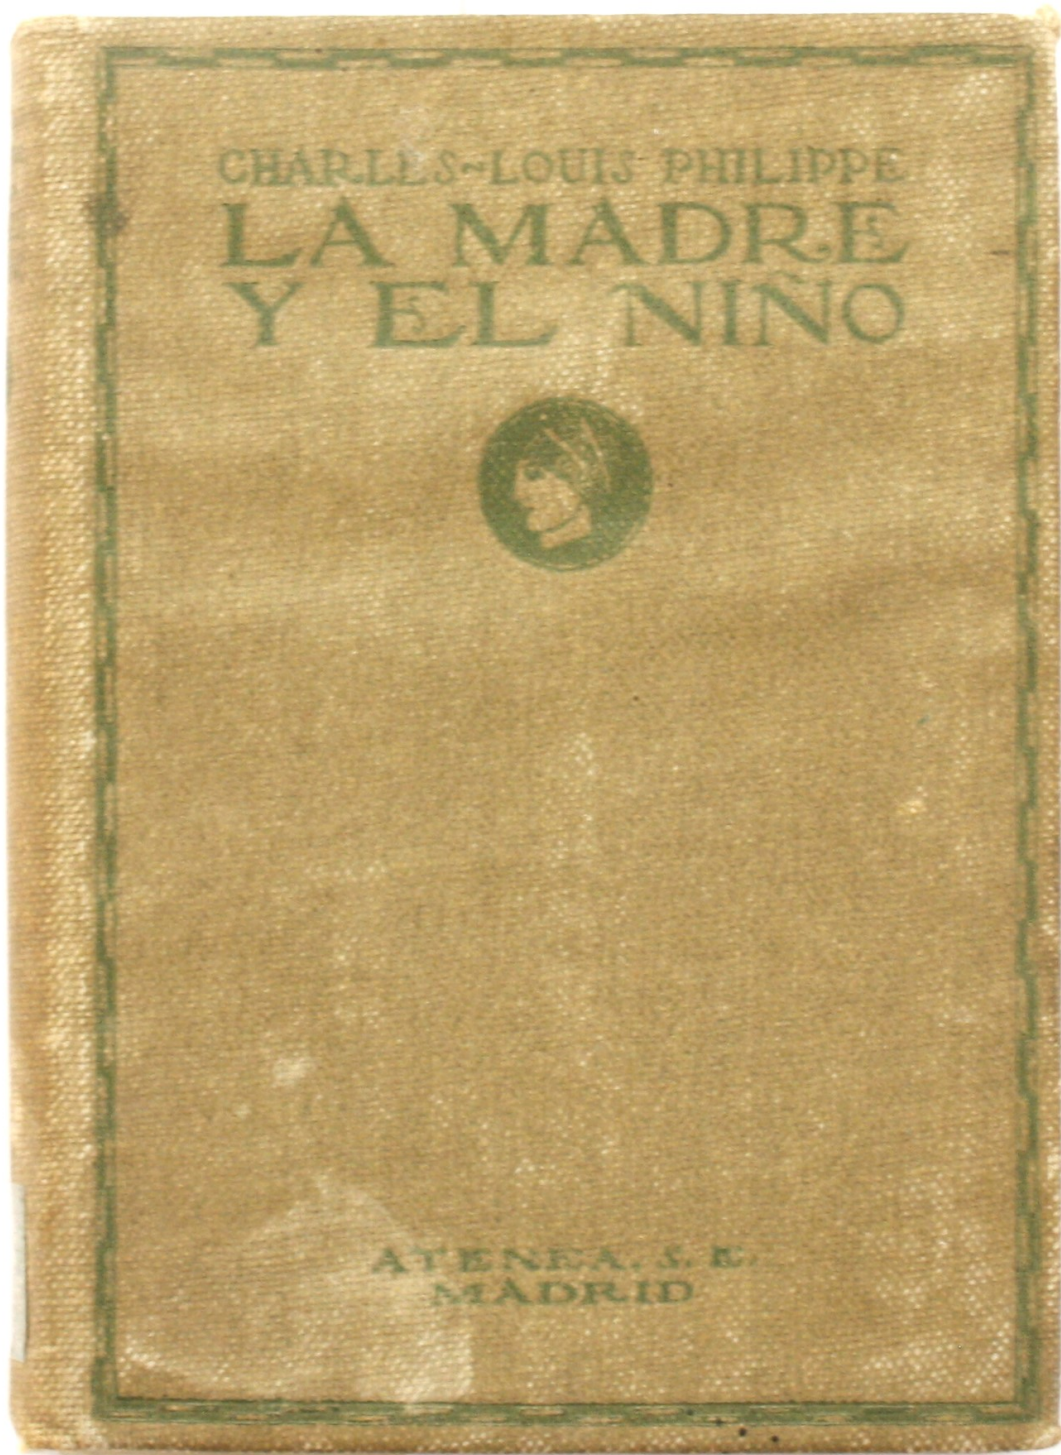 CHARLES-LOUIS PHILIPPE
LA MADRE
Y EL NIÑO
ATENEA. S. E.
MADRID